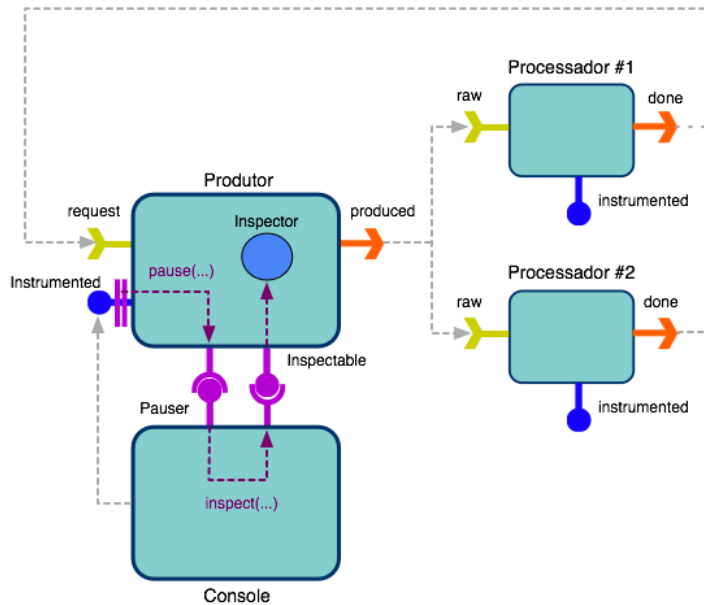 Processador #1
raw
done
instrumented
Produtor
request
Inspector
produced
Instrumented
pause(...)
Processador #2
raw
done
instrumented
Inspectable
Pauser
inspect(...)
Console